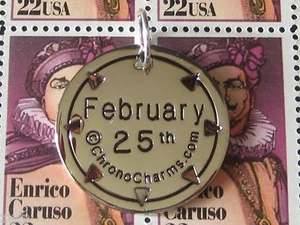 22USA
22USA
February
25th
©ChronoCharms.com
Enrico
Caruso
Enrico
Caruso